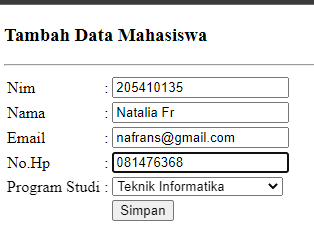 Tambah Data Mahasiswa
Nim : 205410135
Nama : Natalia Fr
Email : nafrans@gmail.com
No.Hp : 081476368
Program Studi : Teknik Informatika
Simpan